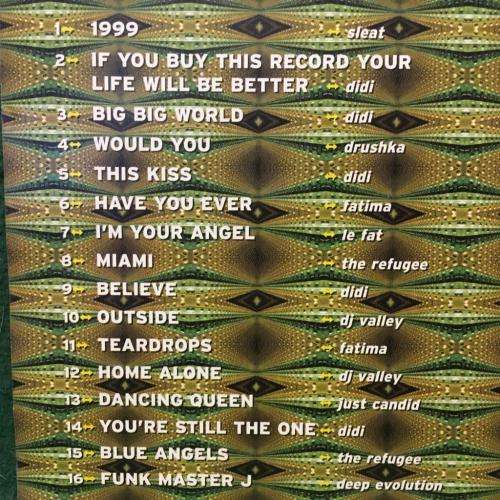 1 1999 sleat
2 IF YOU BUY THIS RECORD YOUR
LIFE WILL BE BETTER didi
3 BIG BIG WORLD didi
4 WOULD YOU drushka
5 THIS KISS didi
6 HAVE YOU EVER fatima
7 I'M YOUR ANGEL le fat
8 MIAMI the refugee
9 BELIEVE didi
10 OUTSIDE dj valley
11 TEARDROPS fatima
12 HOME ALONE dj valley
13 DANCING QUEEN just candid
14 YOU'RE STILL THE ONE didi
15 BLUE ANGELS the refugee
16 FUNK MASTER J deep evolution